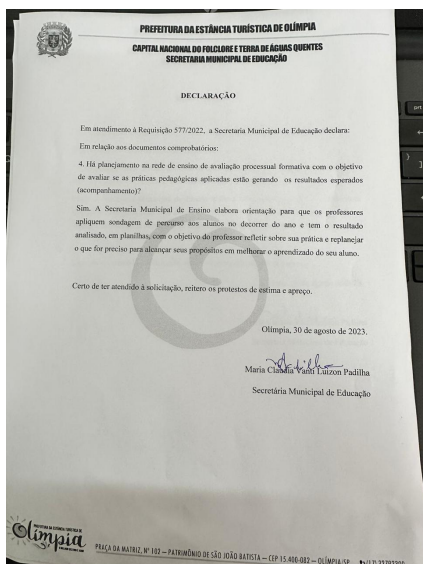 PREFEITURA DA ESTÂNCIA TURÍSTICA DE OLÍMPIA
CAPITAL NACIONAL DO FOLCLORE E TERRA DE ÁGUAS QUENTES
SECRETARIA MUNICIPAL DE EDUCAÇÃO
DECLARAÇÃO
Em atendimento à Requisição 577/2022, a Secretaria Municipal de Educação declara:
Em relação aos documentos comprobatórios:
4. Há planejamento na rede de ensino de avaliação processual formativa com o objetivo
de avaliar se as práticas pedagógicas aplicadas estão gerando os resultados esperados
(acompanhamento)?
Sim. A Secretaria Municipal de Ensino elabora orientação para que os professores
apliquem sondagem de percurso aos alunos no decorrer do ano e tem o resultado
analisado, em planilhas, com o objetivo do professor refletir sobre sua prática e replanejar
o que for preciso para alcançar seus propósitos em melhorar o aprendizado do seu aluno.
Certo de ter atendido à solicitação, reitero os protestos de estima e apreço.
Olímpia, 30 de agosto de 2023.
Padilha
Maria Claudia Vanti Luizon Padilha
Secretária Municipal de Educação
PREFEITURA DA ESTÂNCIA TURÍSTICA DE
Olímpia
PRAÇA DA MATRIZ, Nº 102 – PATRIMÔNIO DE SÃO JOÃO BATISTA – CEP 15.400-082 – OLÍMPIA/SP